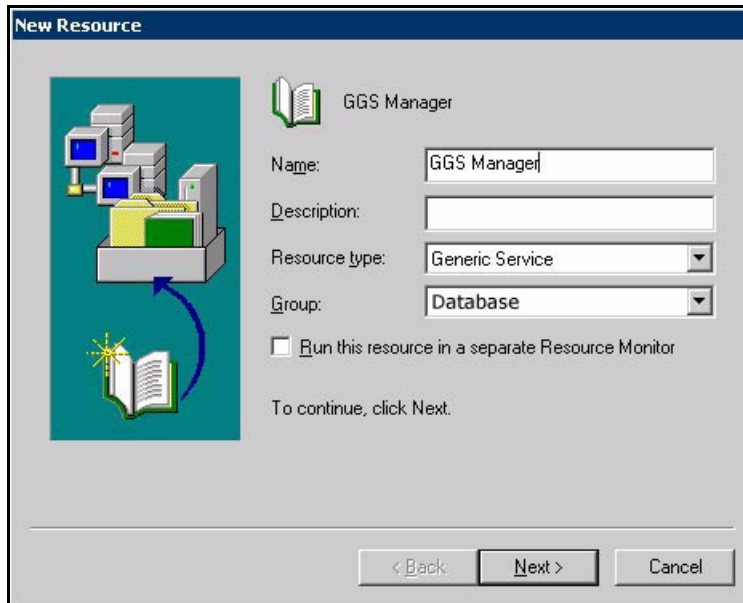 New Resource
GGS Manager
Name: GGS Manager
Description:
Resource type: Generic Service
Group: Database
Run this resource in a separate Resource Monitor
To continue, click Next.
< Back Next > Cancel